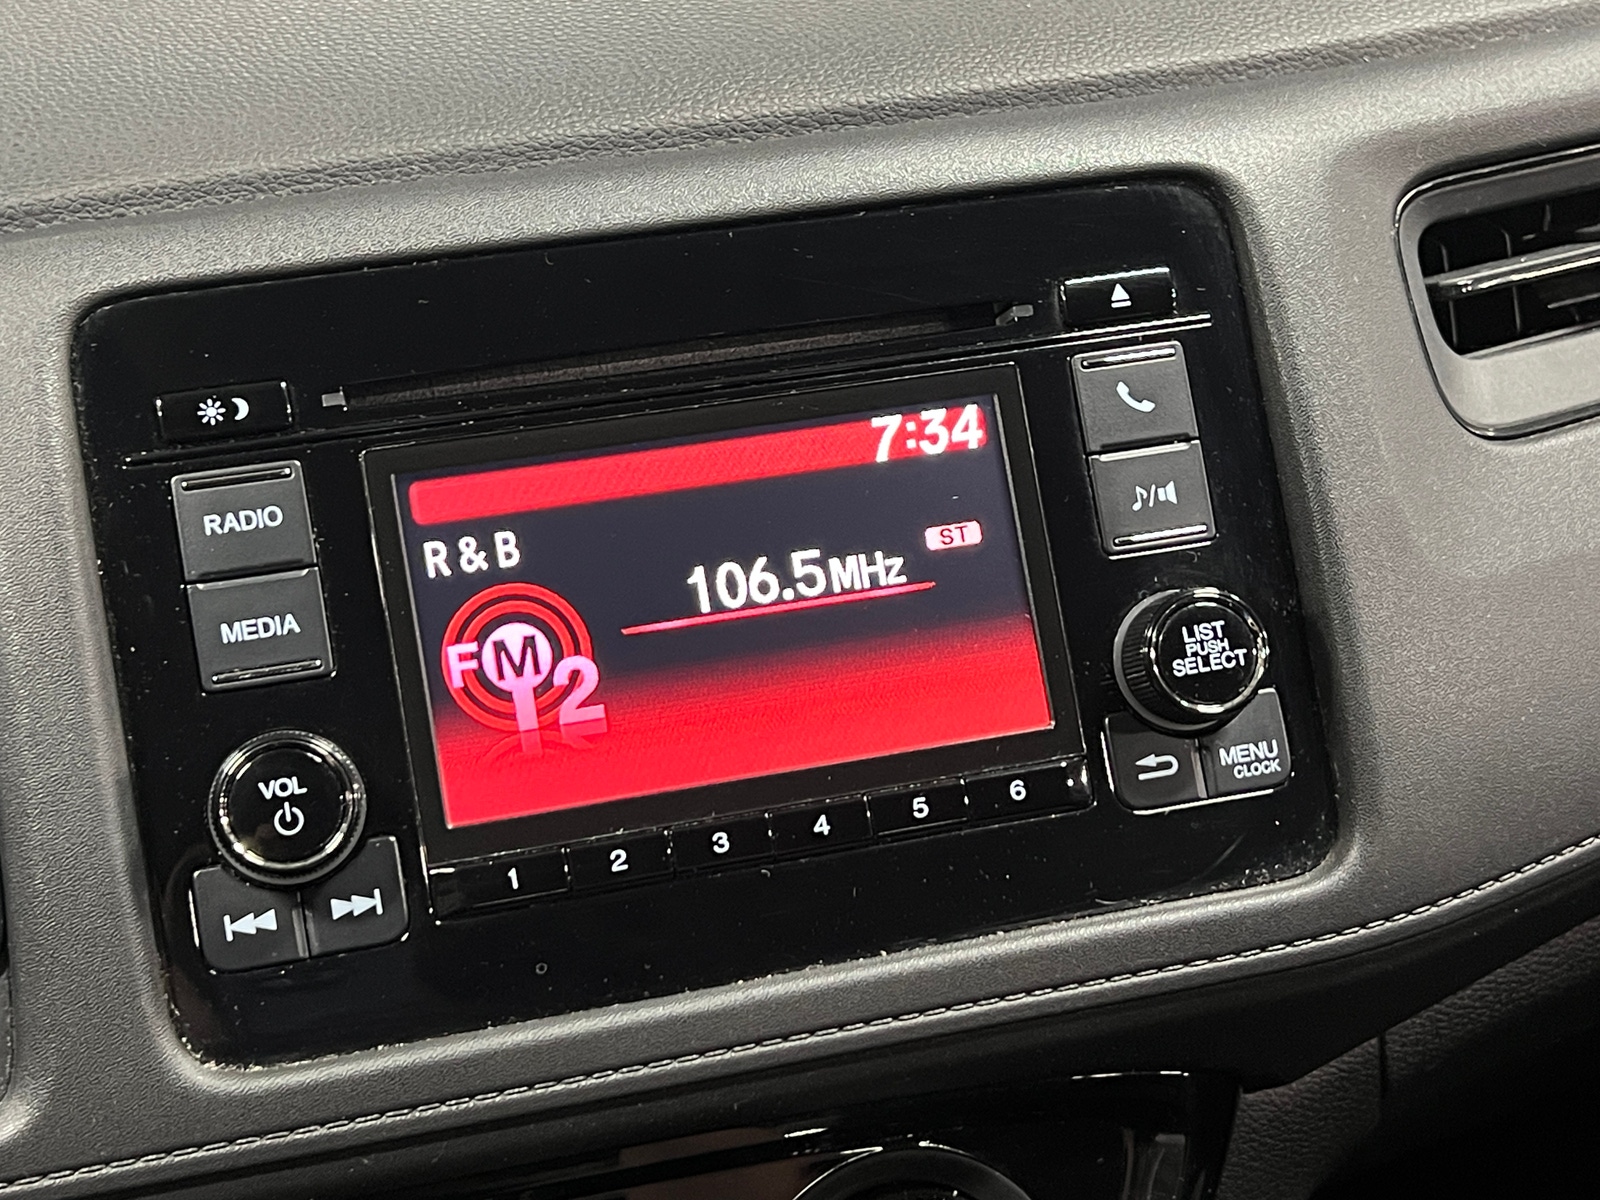 7:34
RADIO
R & B
ST
106.5MHz
MEDIA
FM
2
LIST
PUSH
SELECT
VOL
MENU
CLOCK
1 2 3 4 5 6